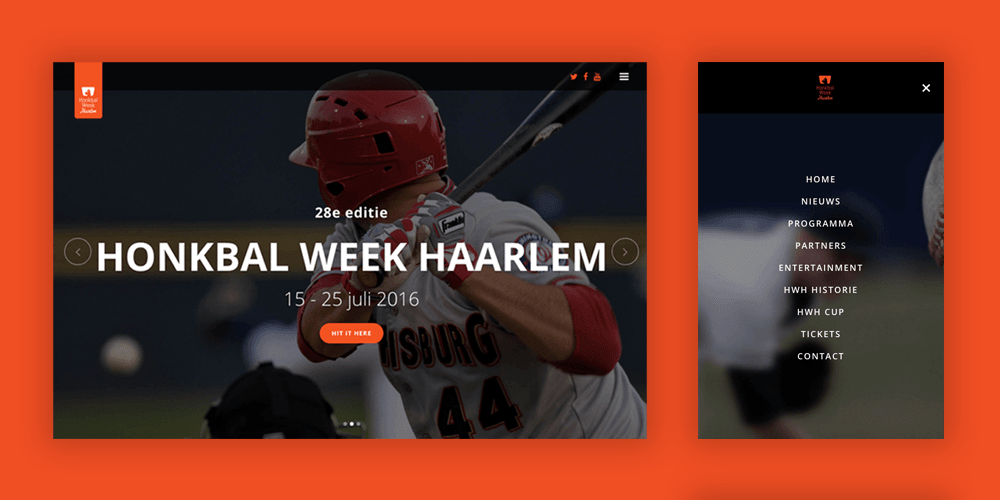 Honkbal
Week
Haarlem
28e editie
HONKBAL WEEK HAARLEM
15 - 25 juli 2016
HIT IT HERE
Franklin
ISBURG
44
Honkbal
Week
Haarlem
HOME
NIEUWS
PROGRAMMA
PARTNERS
ENTERTAINMENT
HWH HISTORIE
HWH CUP
TICKETS
CONTACT